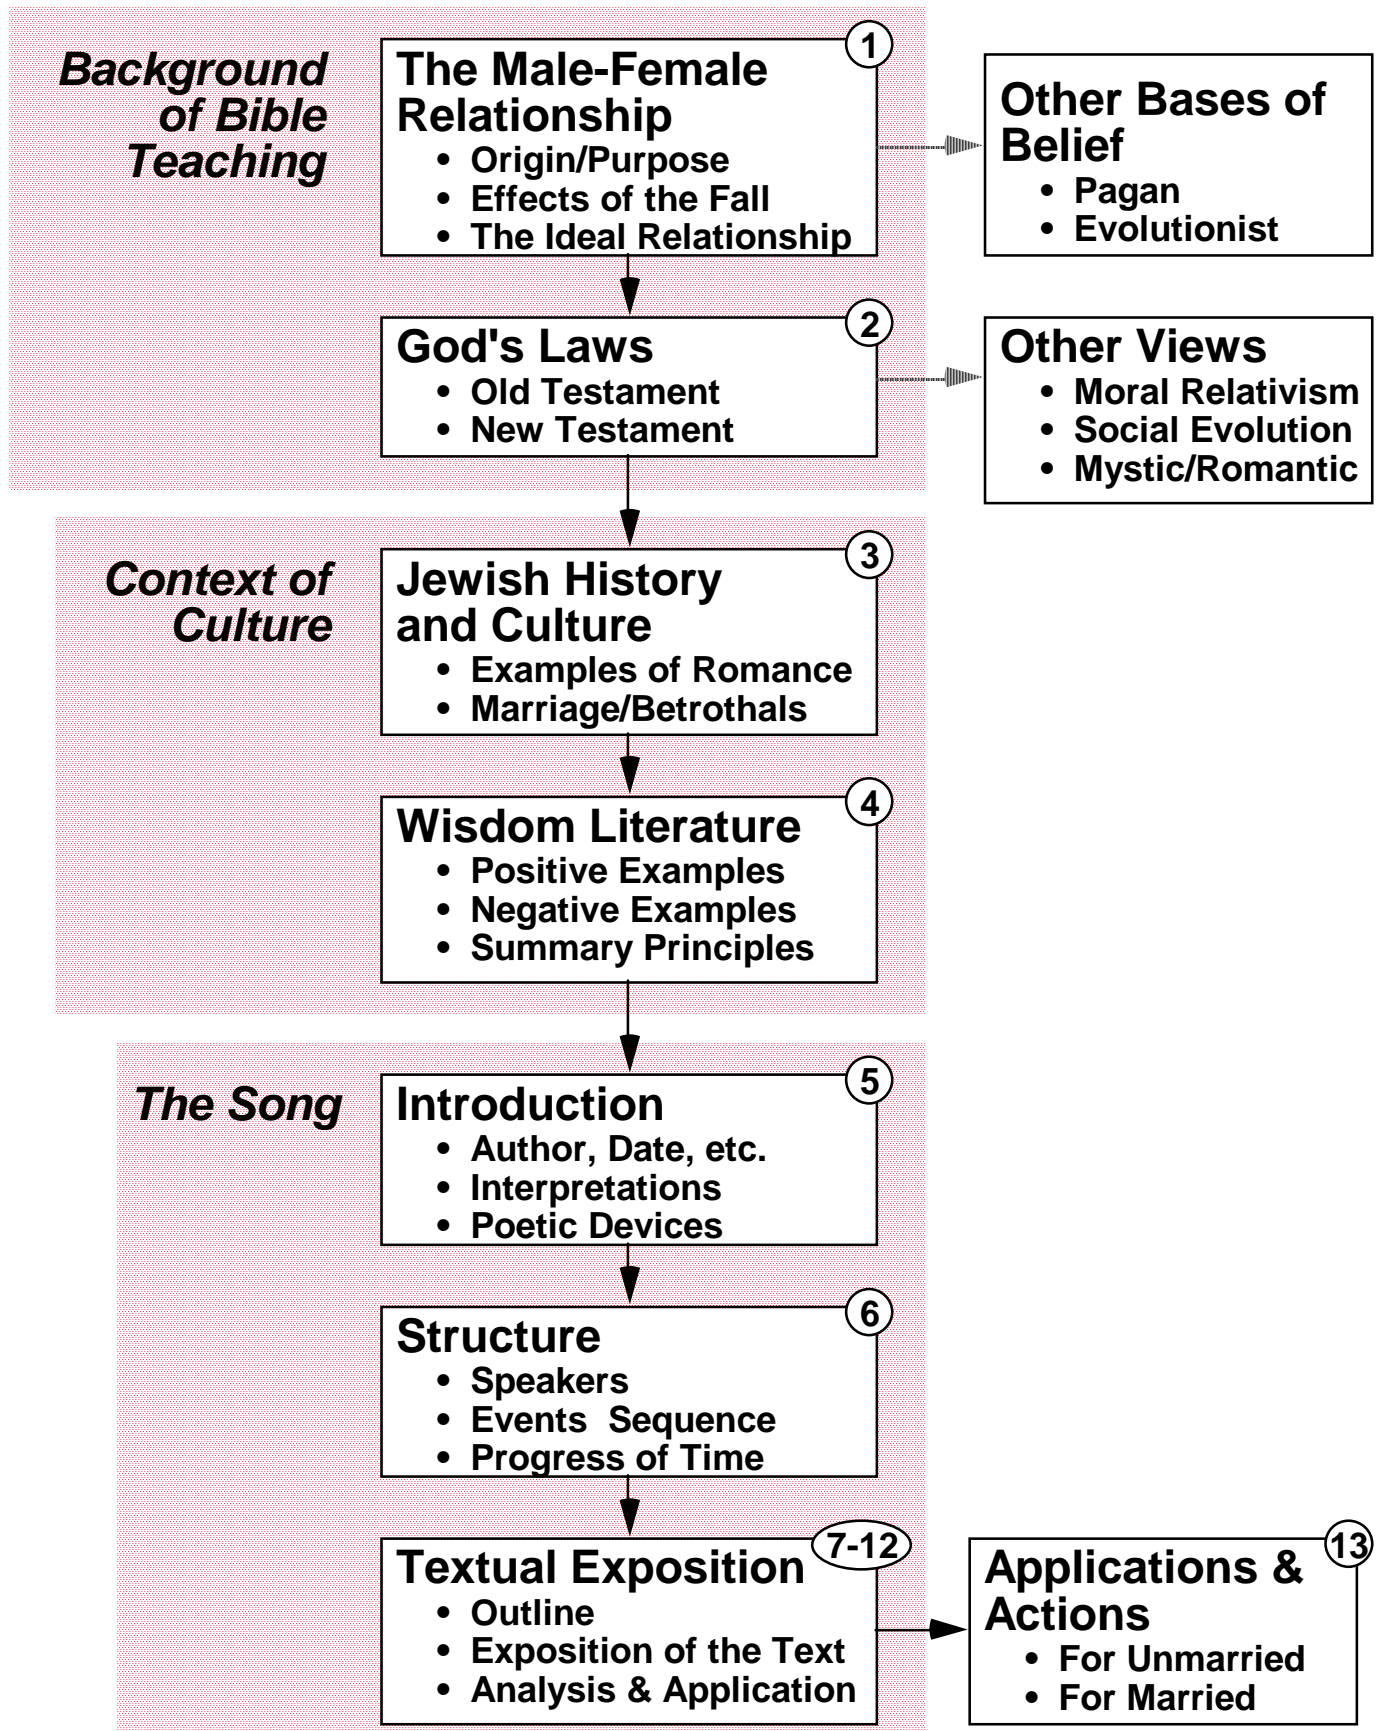 Background
of Bible
Teaching
1
The Male-Female
Relationship
• Origin/Purpose
• Effects of the Fall
• The Ideal Relationship
Other Bases of
Belief
• Pagan
• Evolutionist
2
God's Laws
• Old Testament
• New Testament
Other Views
• Moral Relativism
• Social Evolution
• Mystic/Romantic
Context of
Culture
3
Jewish History
and Culture
• Examples of Romance
• Marriage/Betrothals
4
Wisdom Literature
• Positive Examples
• Negative Examples
• Summary Principles
The Song
5
Introduction
• Author, Date, etc.
• Interpretations
• Poetic Devices
6
Structure
• Speakers
• Events  Sequence
• Progress of Time
7-12
Textual Exposition
• Outline
• Exposition of the Text
• Analysis & Application
13
Applications &
Actions
• For Unmarried
• For Married